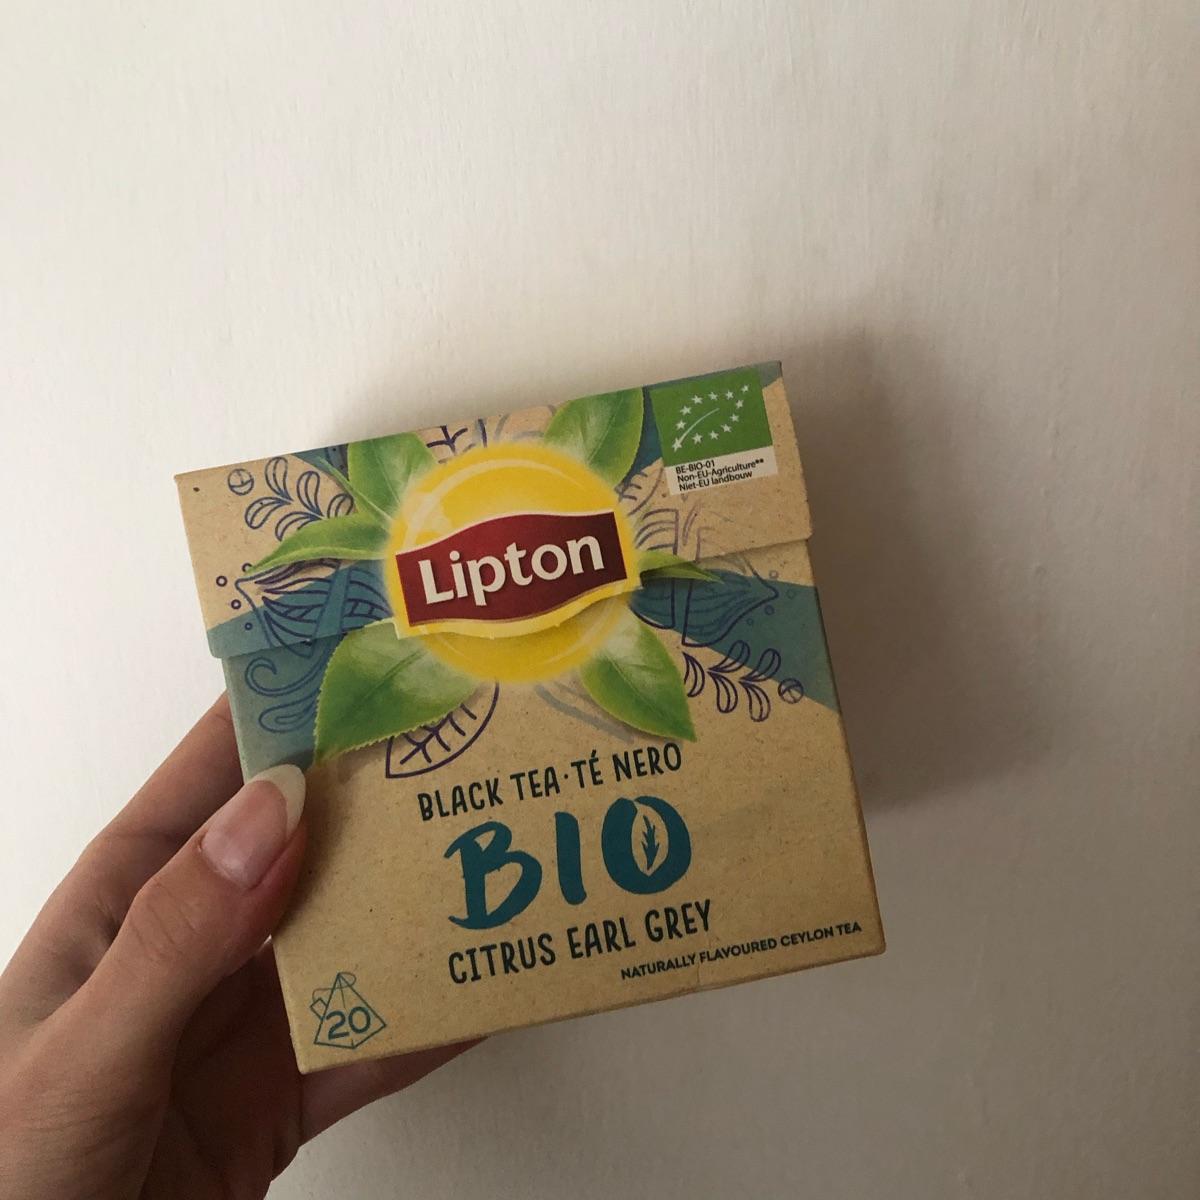 BE-BIO-01
Non-EU-Agriculture**
Niet-EU landbouw
Lipton
BLACK TEA·TÉ NERO
BIO
CITRUS EARL GREY
NATURALLY FLAVOURED CEYLON TEA
20